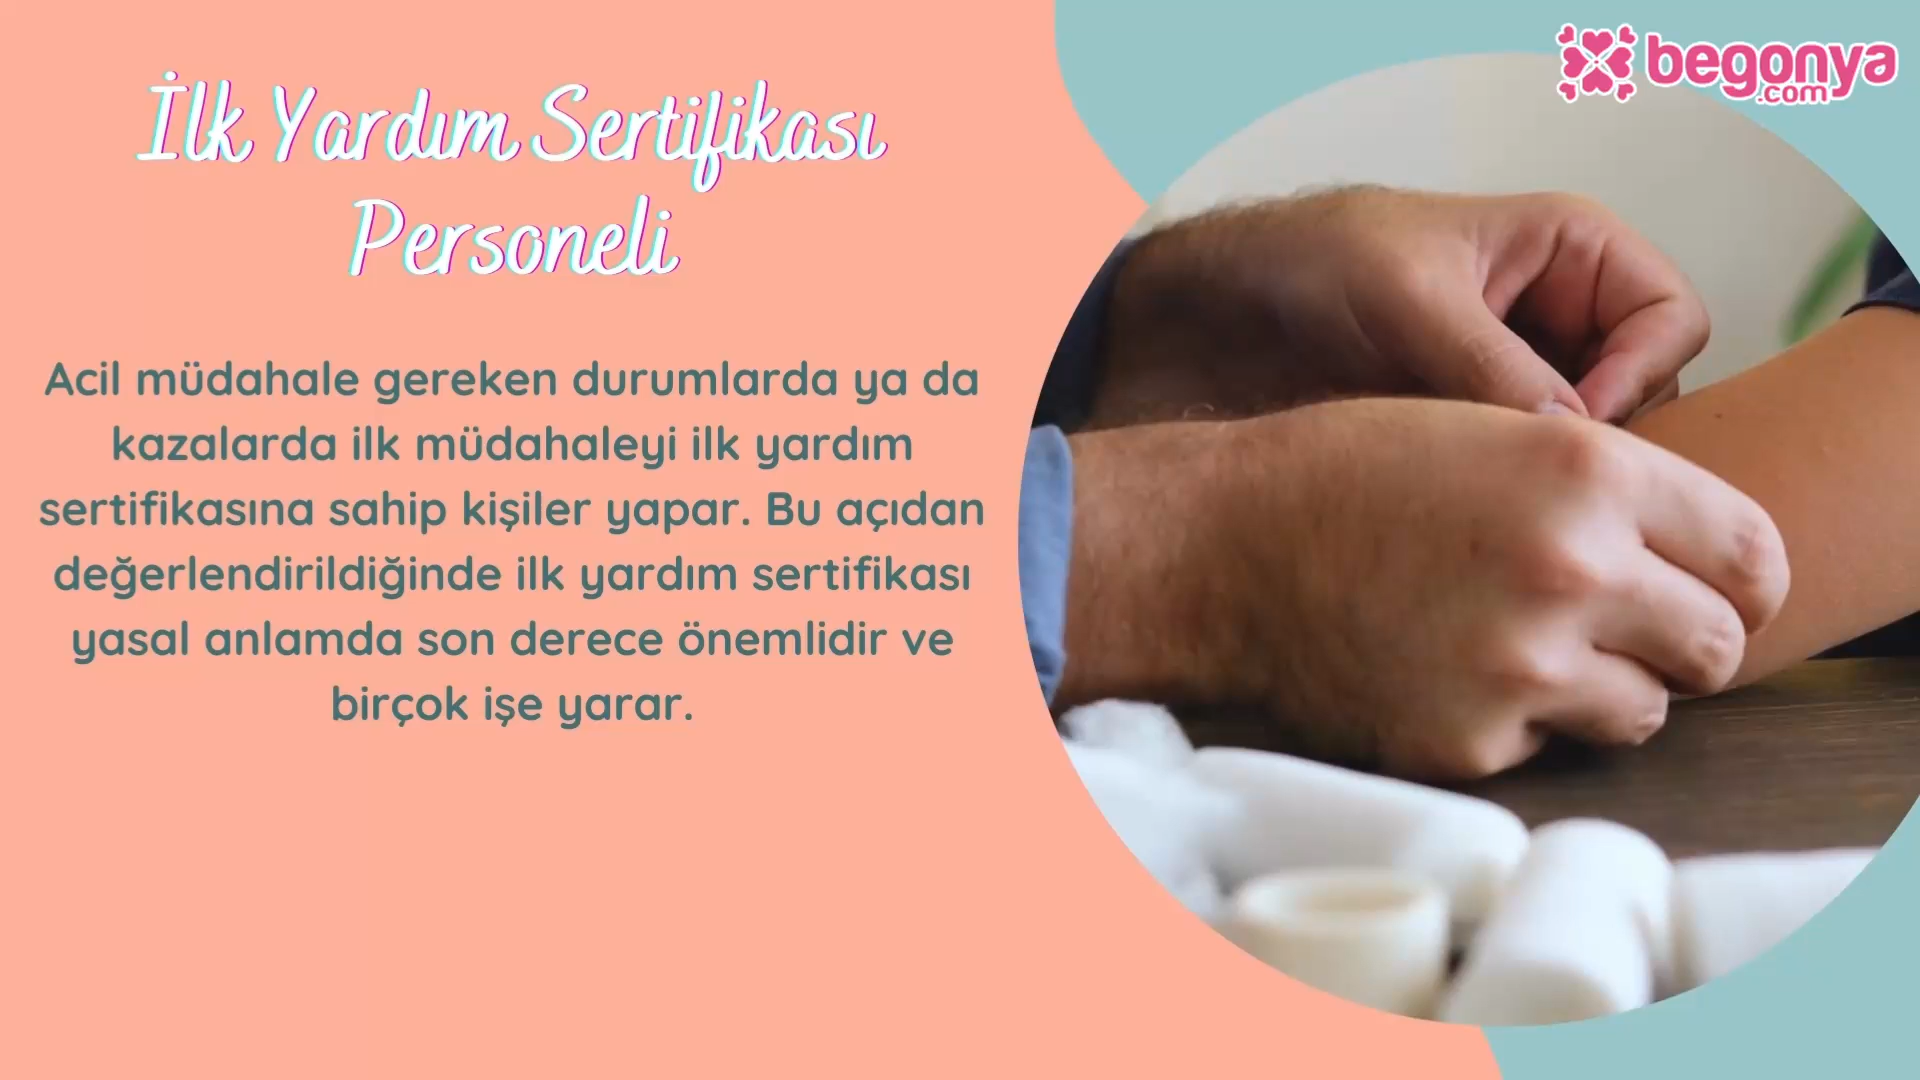 begonya
.com
İlk Yardım Sertifikası
Personeli
Acil müdahale gereken durumlarda ya da
kazalarda ilk müdahaleyi ilk yardım
sertifikasına sahip kişiler yapar. Bu açıdan
değerlendirildiğinde ilk yardım sertifikası
yasal anlamda son derece önemlidir ve
birçok işe yarar.